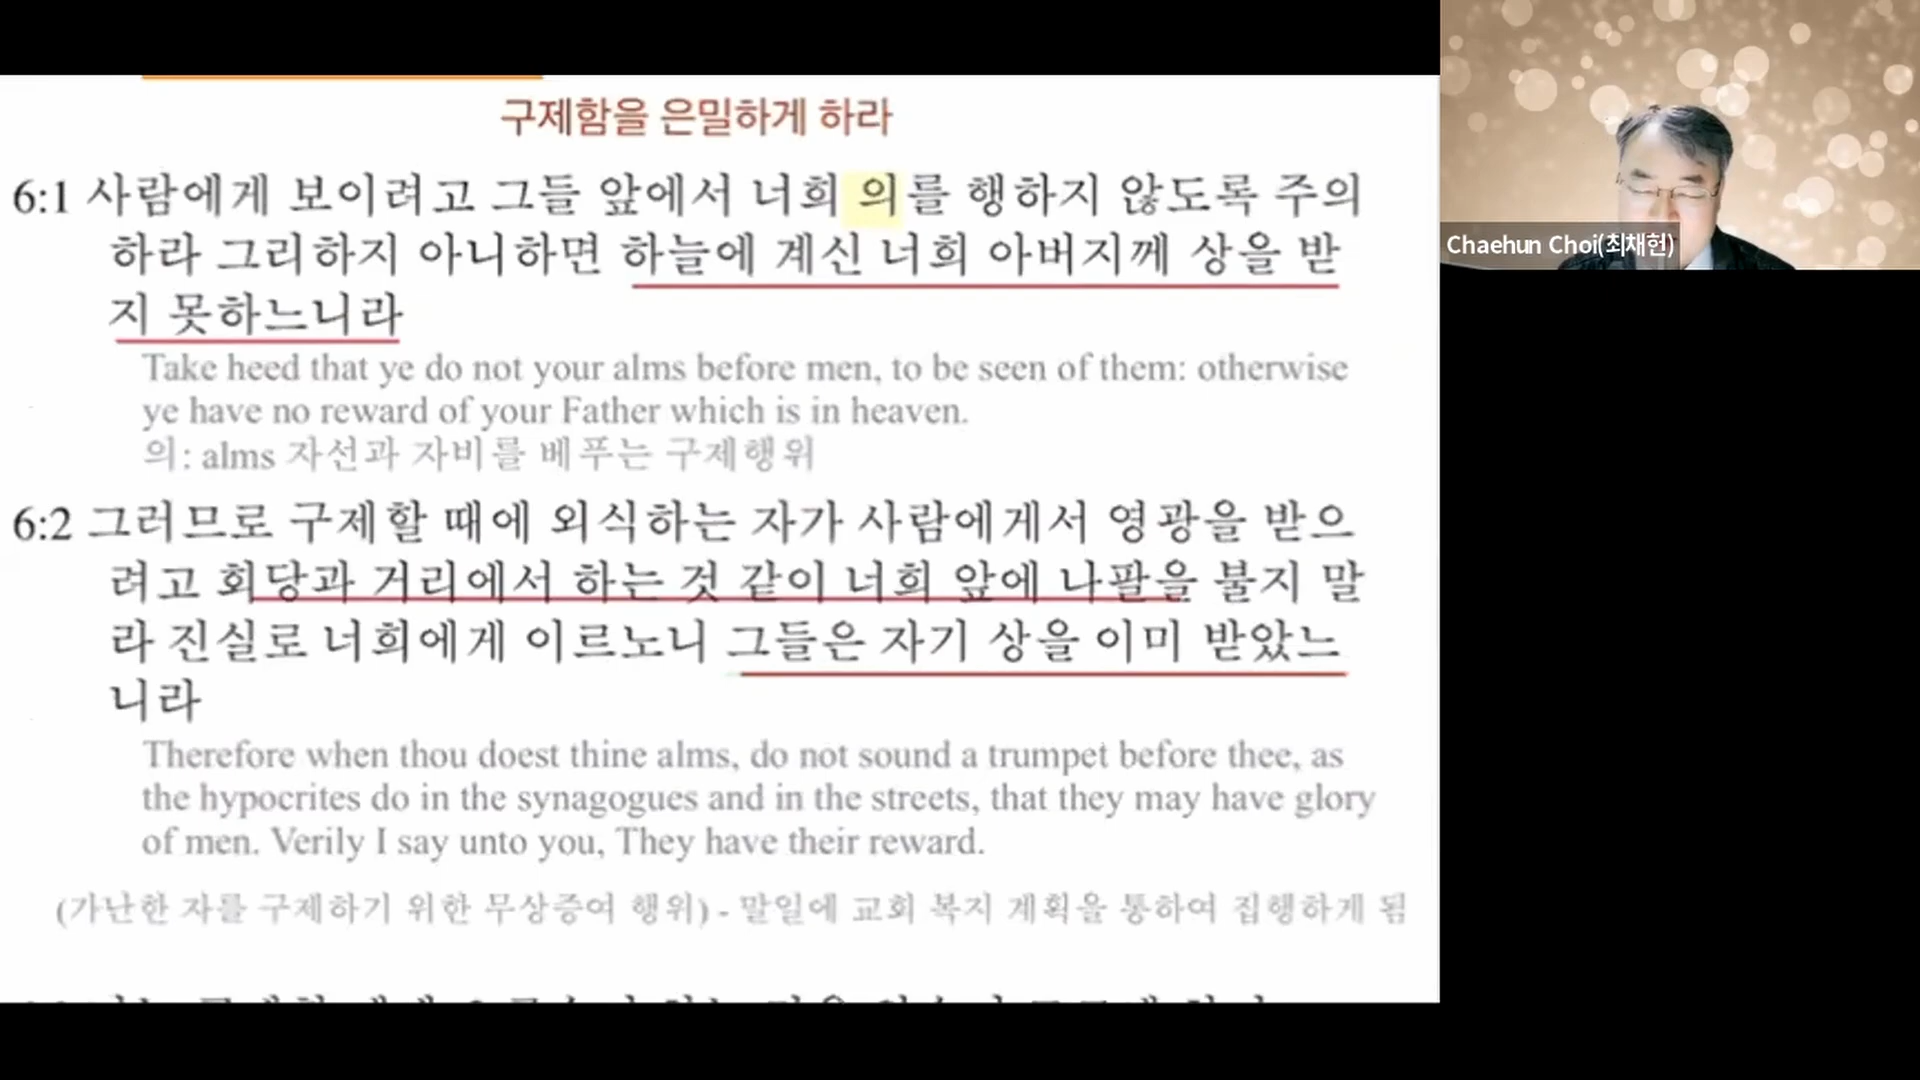 구제함을 은밀하게 하라
6:1 사람에게 보이려고 그들 앞에서 너희 의를 행하지 않도록 주의
하라 그리하지 아니하면 하늘에 계신 너희 아버지께 상을 받
지 못하느니라
Take heed that ye do not your alms before men, to be seen of them: otherwise
ye have no reward of your Father which is in heaven.
의: alms 자선과 자비를 베푸는 구제행위
6:2 그러므로 구제할 때에 외식하는 자가 사람에게서 영광을 받으
려고 회당과 거리에서 하는 것 같이 너희 앞에 나팔을 불지 말
라 진실로 너희에게 이르노니 그들은 자기 상을 이미 받았느
니라
Therefore when thou doest thine alms, do not sound a trumpet before thee, as
the hypocrites do in the synagogues and in the streets, that they may have glory
of men. Verily I say unto you, They have their reward.
(가난한 자를 구제하기 위한 무상증여 행위) - 말일에 교회 복지 계획을 통하여 집행하게 됨
Chaehun Choi(최채헌)